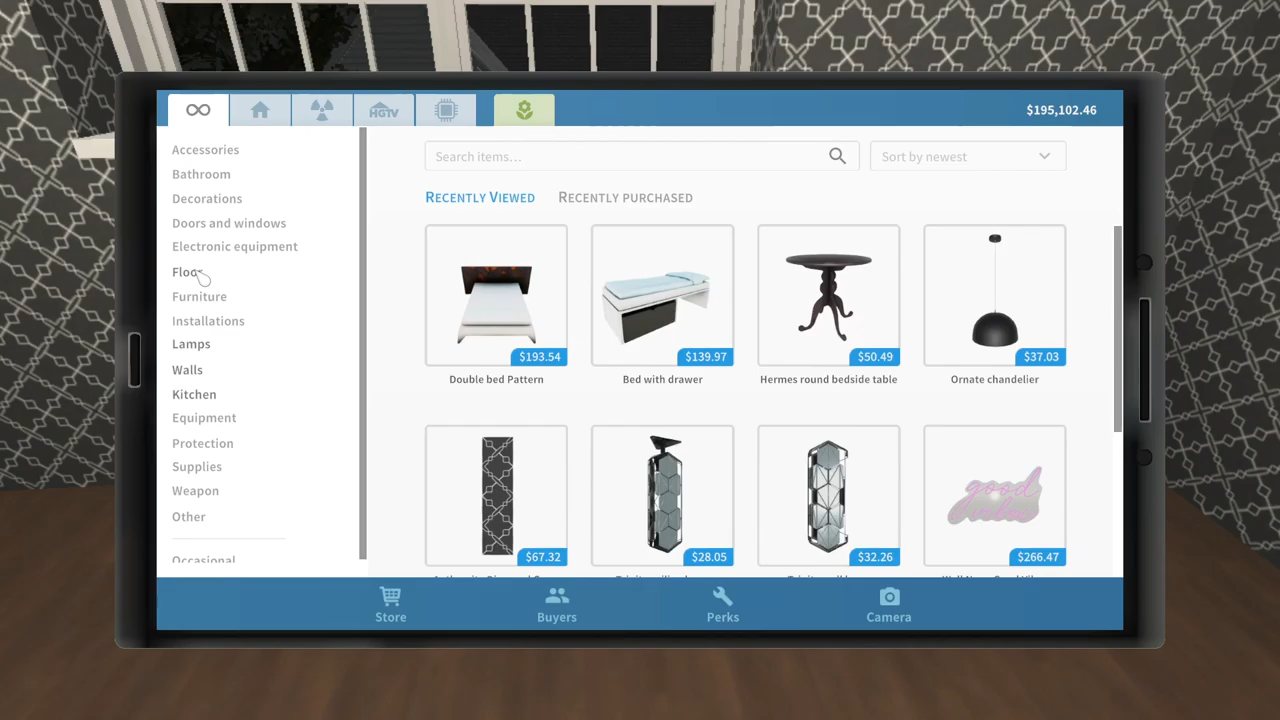 HGTV
$195,102.46
Accessories
Bathroom
Decorations
Doors and windows
Electronic equipment
Floor
Furniture
Installations
Lamps
Walls
Kitchen
Equipment
Protection
Supplies
Weapon
Other
Occasional
Search items...
Sort by newest
RECENTLY VIEWED
RECENTLY PURCHASED
$193.54
$139.97
$50.49
$37.03
Double bed Pattern
Bed with drawer
Hermes round bedside table
Ornate chandelier
good
vibes
$67.32
$28.05
$32.26
$266.47
Store
Buyers
Perks
Camera